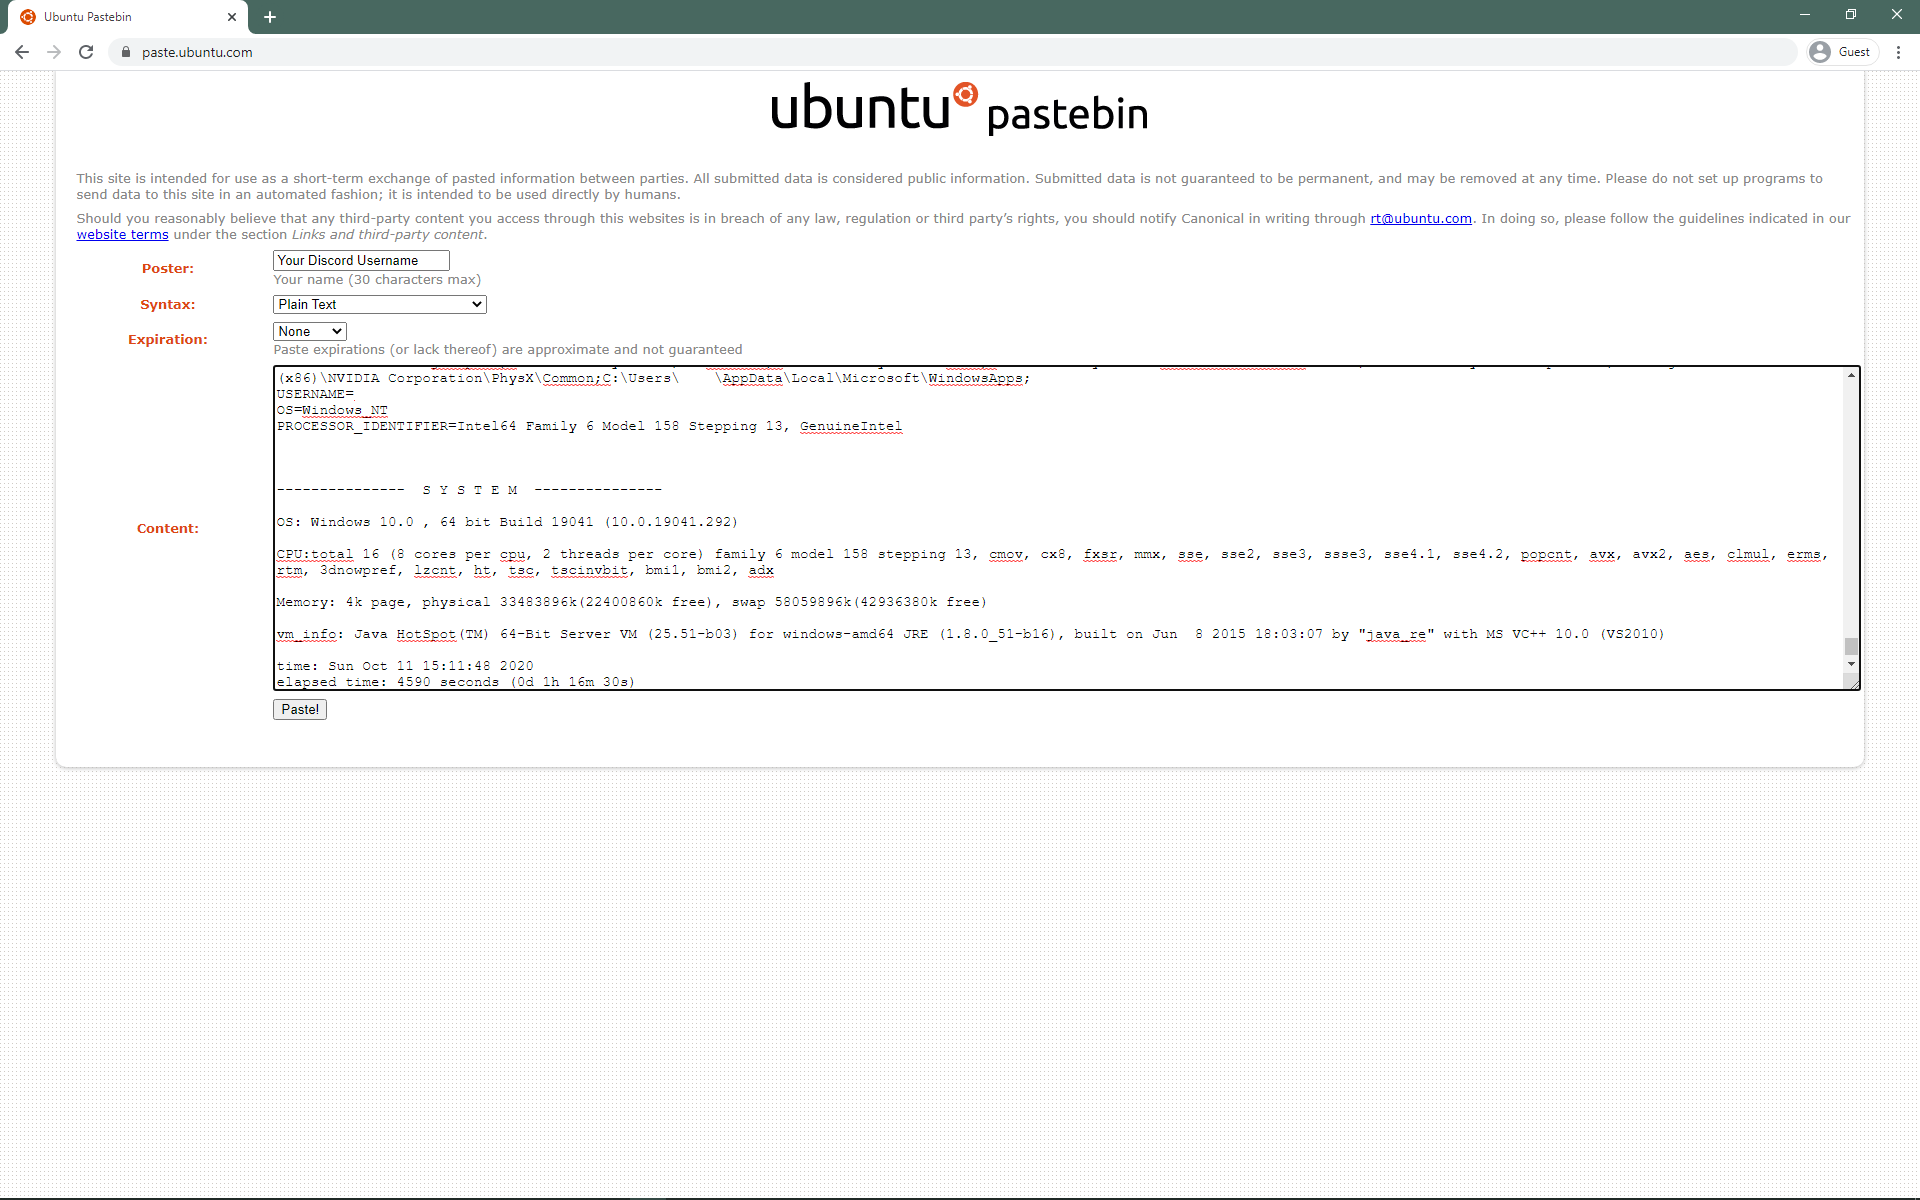 Ubuntu Pastebin
paste.ubuntu.com
Guest
ubuntu pastebin
This site is intended for use as a short-term exchange of pasted information between parties. All submitted data is considered public information. Submitted data is not guaranteed to be permanent, and may be removed at any time. Please do not set up programs to
send data to this site in an automated fashion; it is intended to be used directly by humans.
Should you reasonably believe that any third-party content you access through this websites is in breach of any law, regulation or third party's rights, you should notify Canonical in writing through rt@ubuntu.com. In doing so, please follow the guidelines indicated in our
website terms under the section Links and third-party content.
Poster:
Your Discord Username
Your name (30 characters max)
Syntax:
Plain Text
Expiration:
None
Paste expirations (or lack thereof) are approximate and not guaranteed
Content:
(x86)\NVIDIA Corporation\PhysX\Common;C:\Users\    \AppData\Local\Microsoft\WindowsApps;
USERNAME=
OS=Windows_NT
PROCESSOR_IDENTIFIER=Intel64 Family 6 Model 158 Stepping 13, GenuineIntel
---------------  S Y S T E M  ---------------
OS: Windows 10.0 , 64 bit Build 19041 (10.0.19041.292)
CPU:total 16 (8 cores per cpu, 2 threads per core) family 6 model 158 stepping 13, cmov, cx8, fxsr, mmx, sse, sse2, sse3, ssse3, sse4.1, sse4.2, popcnt, avx, avx2, aes, clmul, erms,
rtm, 3dnowpref, lzcnt, ht, tsc, tscinvbit, bmi1, bmi2, adx
Memory: 4k page, physical 33483896k(22400860k free), swap 58059896k(42936380k free)
vm_info: Java HotSpot(TM) 64-Bit Server VM (25.51-b03) for windows-amd64 JRE (1.8.0_51-b16), built on Jun  8 2015 18:03:07 by "java_re" with MS VC++ 10.0 (VS2010)
time: Sun Oct 11 15:11:48 2020
elapsed time: 4590 seconds (0d 1h 16m 30s)
Paste!